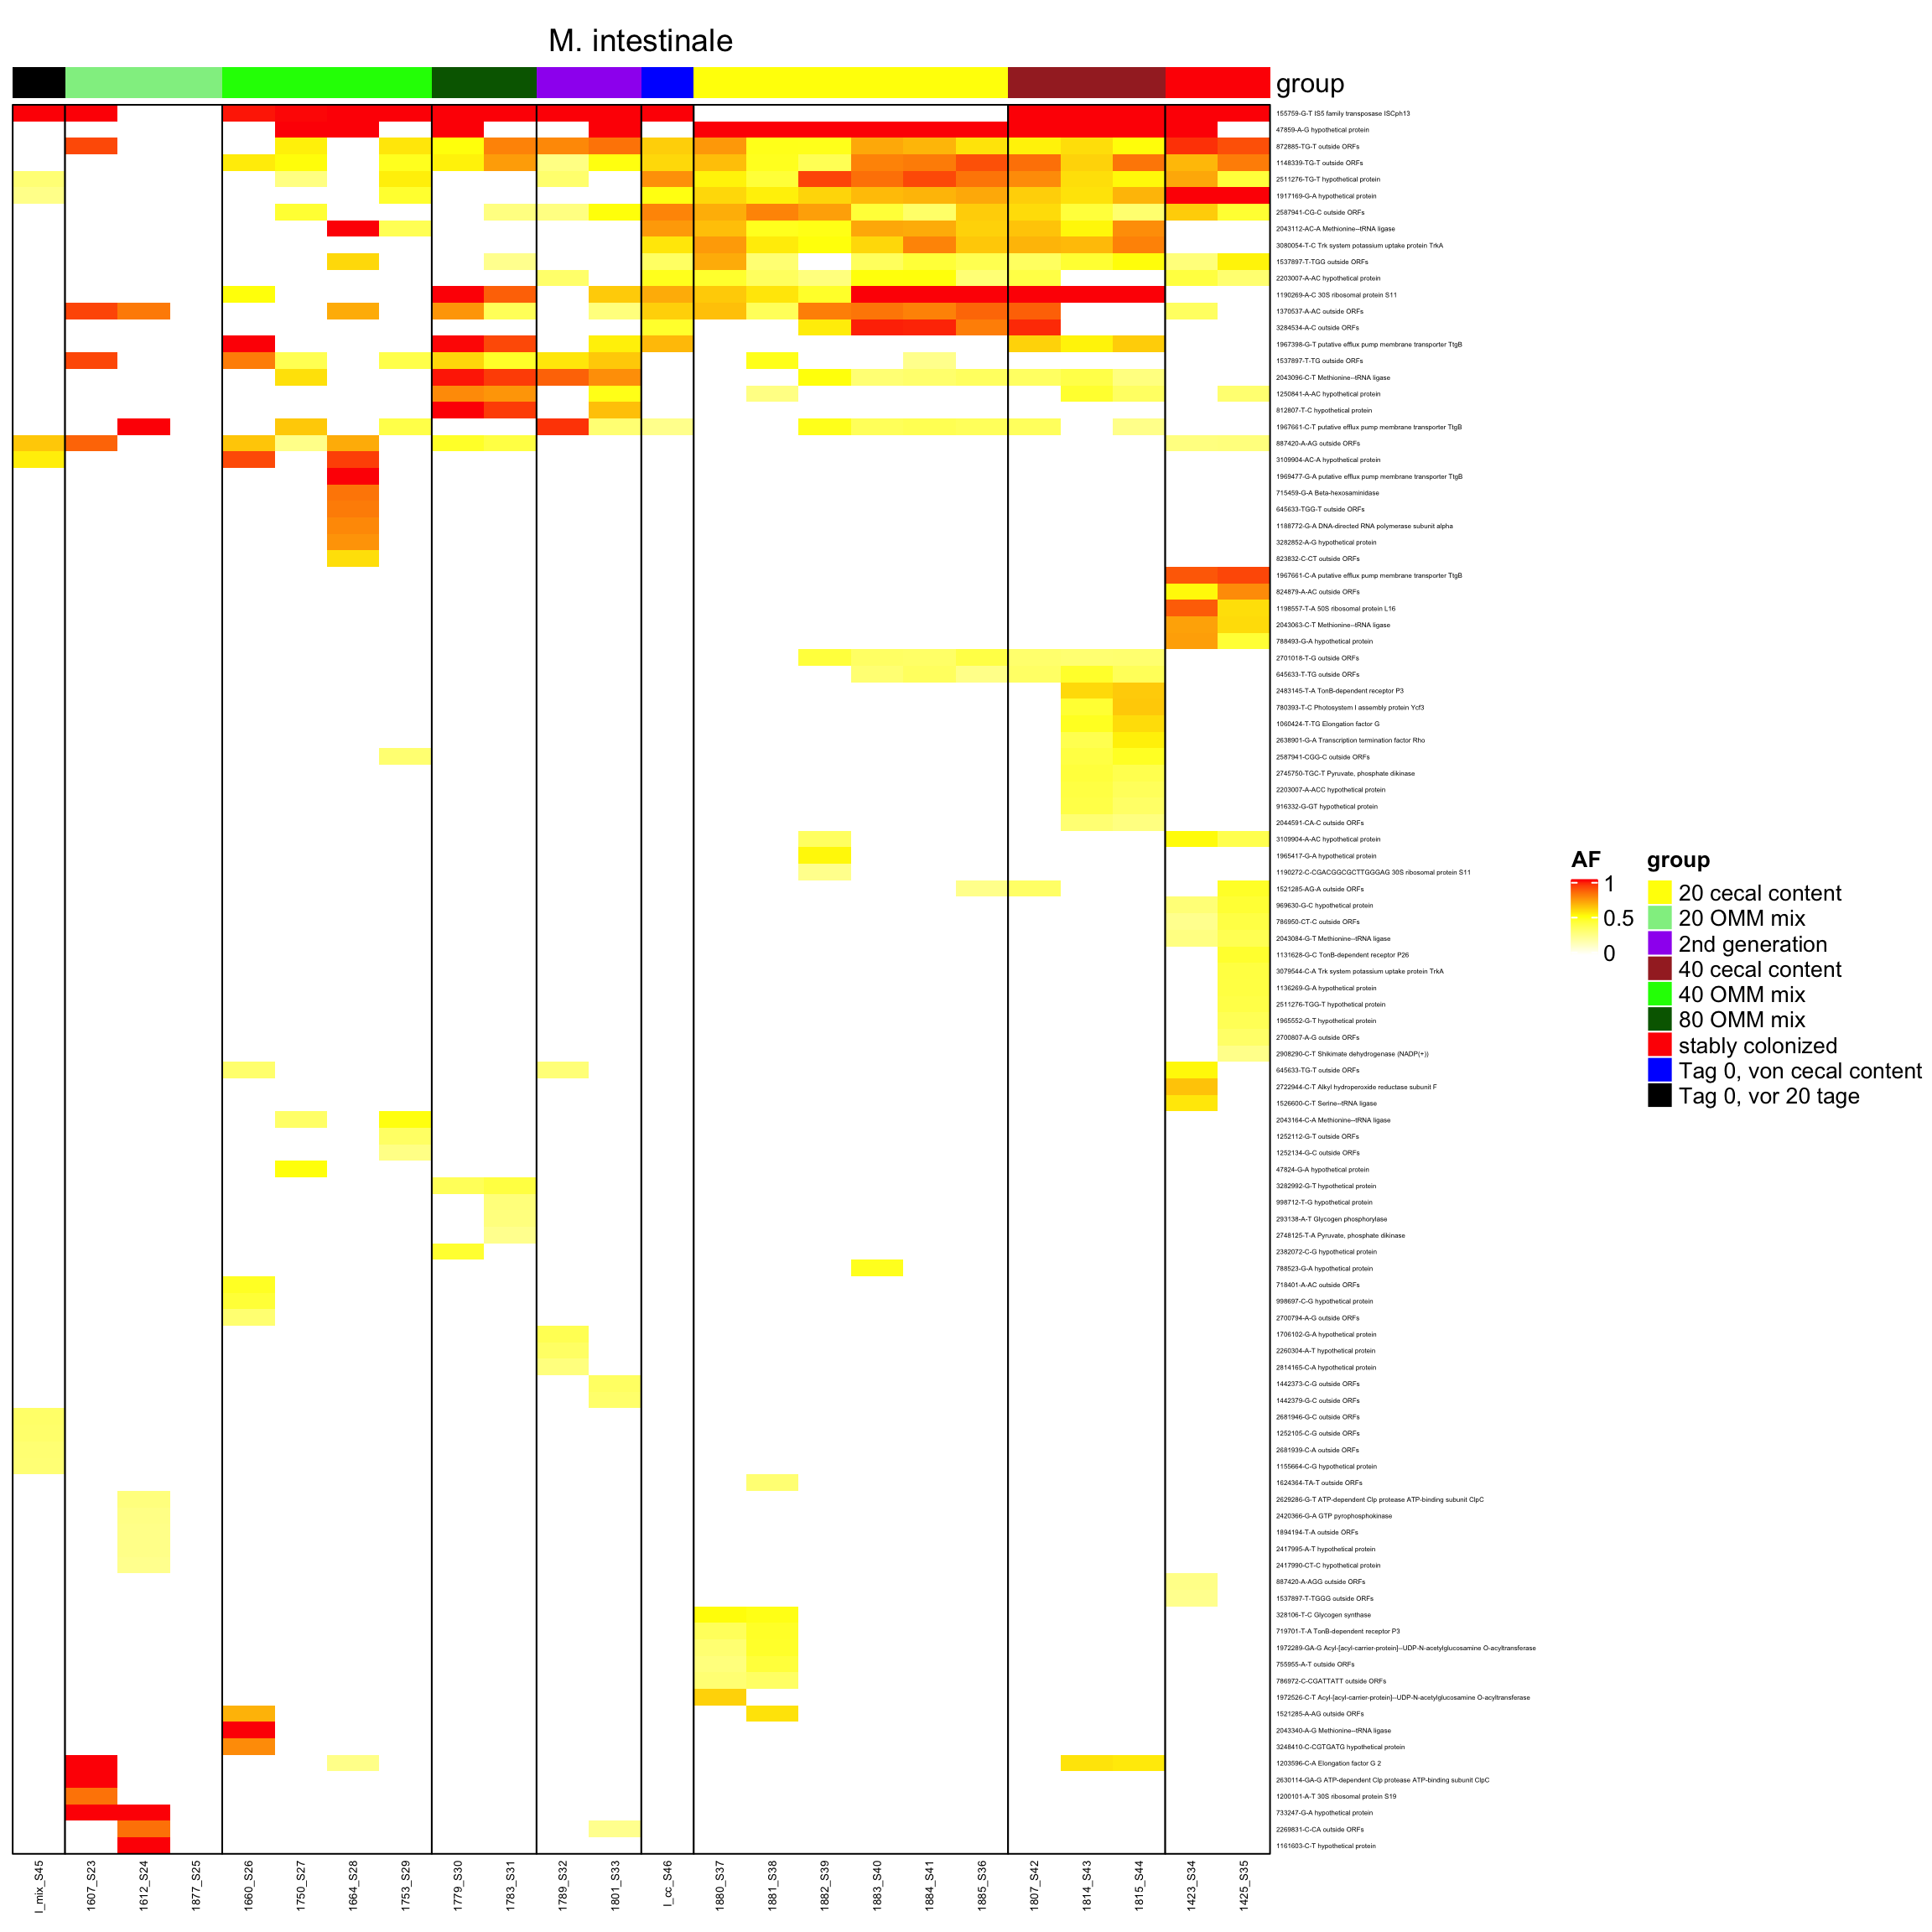 M. intestinale
group
155759-G-T IS5 family transposase ISCph13
47859-A-G hypothetical protein
872885-TG-T outside ORFs
1148339-TG-T outside ORFs
2511276-TG-T hypothetical protein
1917169-G-A hypothetical protein
2587941-CG-C outside ORFs
2043112-AC-A Methionine--tRNA ligase
3080054-T-C Trk system potassium uptake protein TrkA
1537897-T-TGG outside ORFs
2203007-A-AC hypothetical protein
1190269-A-C 30S ribosomal protein S11
1370537-A-AC outside ORFs
3284534-A-C outside ORFs
1967398-G-T putative efflux pump membrane transporter TtgB
1537897-T-TG outside ORFs
2043096-C-T Methionine--tRNA ligase
1250841-A-AC hypothetical protein
812807-T-C hypothetical protein
1967661-C-T putative efflux pump membrane transporter TtgB
887420-A-AG outside ORFs
3109904-AC-A hypothetical protein
1969477-G-A putative efflux pump membrane transporter TtgB
715459-G-A Beta-hexosaminidase
645633-TGG-T outside ORFs
1188772-G-A DNA-directed RNA polymerase subunit alpha
3282852-A-G hypothetical protein
823832-C-CT outside ORFs
1967661-C-A putative efflux pump membrane transporter TtgB
824879-A-AC outside ORFs
1198557-T-A 50S ribosomal protein L16
2043063-C-T Methionine--tRNA ligase
788493-G-A hypothetical protein
2701018-T-G outside ORFs
645633-T-TG outside ORFs
2483145-T-A TonB-dependent receptor P3
780393-T-C Photosystem I assembly protein Ycf3
1060424-T-TG Elongation factor G
2638901-G-A Transcription termination factor Rho
2587941-CGG-C outside ORFs
2745750-TGC-T Pyruvate, phosphate dikinase
2203007-A-ACC hypothetical protein
916332-G-GT hypothetical protein
2044591-CA-C outside ORFs
3109904-A-AC hypothetical protein
1965417-G-A hypothetical protein
1190272-C-CGACGGCGCTTGGGAG 30S ribosomal protein S11
1521285-AG-A outside ORFs
969630-G-C hypothetical protein
786950-CT-C outside ORFs
2043084-G-T Methionine--tRNA ligase
1131628-G-C TonB-dependent receptor P26
3079544-C-A Trk system potassium uptake protein TrkA
1136269-G-A hypothetical protein
2511276-TGG-T hypothetical protein
1965552-G-T hypothetical protein
2700807-A-G outside ORFs
2908290-C-T Shikimate dehydrogenase (NADP(+))
645633-TG-T outside ORFs
2722944-C-T Alkyl hydroperoxide reductase subunit F
1526600-C-T Serine--tRNA ligase
2043164-C-A Methionine--tRNA ligase
1252112-G-T outside ORFs
1252134-G-C outside ORFs
47824-G-A hypothetical protein
3282992-G-T hypothetical protein
998712-T-G hypothetical protein
293138-A-T Glycogen phosphorylase
2748125-T-A Pyruvate, phosphate dikinase
2382072-C-G hypothetical protein
788523-G-A hypothetical protein
718401-A-AC outside ORFs
998697-C-G hypothetical protein
2700794-A-G outside ORFs
1706102-G-A hypothetical protein
2260304-A-T hypothetical protein
2814165-C-A hypothetical protein
1442373-C-G outside ORFs
1442379-G-C outside ORFs
2681946-G-C outside ORFs
1252105-C-G outside ORFs
2681939-C-A outside ORFs
1155664-C-G hypothetical protein
1624364-TA-T outside ORFs
2629286-G-T ATP-dependent Clp protease ATP-binding subunit ClpC
2420366-G-A GTP pyrophosphokinase
1894194-T-A outside ORFs
2417995-A-T hypothetical protein
2417990-CT-C hypothetical protein
887420-A-AGG outside ORFs
1537897-T-TGGG outside ORFs
328106-T-C Glycogen synthase
719701-T-A TonB-dependent receptor P3
1972289-GA-G Acyl-[acyl-carrier-protein]--UDP-N-acetylglucosamine O-acyltransferase
755955-A-T outside ORFs
786972-C-CGATTATT outside ORFs
1972526-C-T Acyl-[acyl-carrier-protein]--UDP-N-acetylglucosamine O-acyltransferase
1521285-A-AG outside ORFs
2043340-A-G Methionine--tRNA ligase
3248410-C-CGTGATG hypothetical protein
1203596-C-A Elongation factor G 2
2630114-GA-G ATP-dependent Clp protease ATP-binding subunit ClpC
1200101-A-T 30S ribosomal protein S19
733247-G-A hypothetical protein
2269831-C-CA outside ORFs
1161603-C-T hypothetical protein
I_mix_S45
1607_S23
1612_S24
1877_S25
1660_S26
1750_S27
1664_S28
1753_S29
1779_S30
1783_S31
1789_S32
1801_S33
I_cc_S46
1880_S37
1881_S38
1882_S39
1883_S40
1884_S41
1885_S36
1807_S42
1814_S43
1815_S44
1423_S34
1425_S35
AF
1
0.5
0
group
20 cecal content
20 OMM mix
2nd generation
40 cecal content
40 OMM mix
80 OMM mix
stably colonized
Tag 0, von cecal content
Tag 0, vor 20 tage